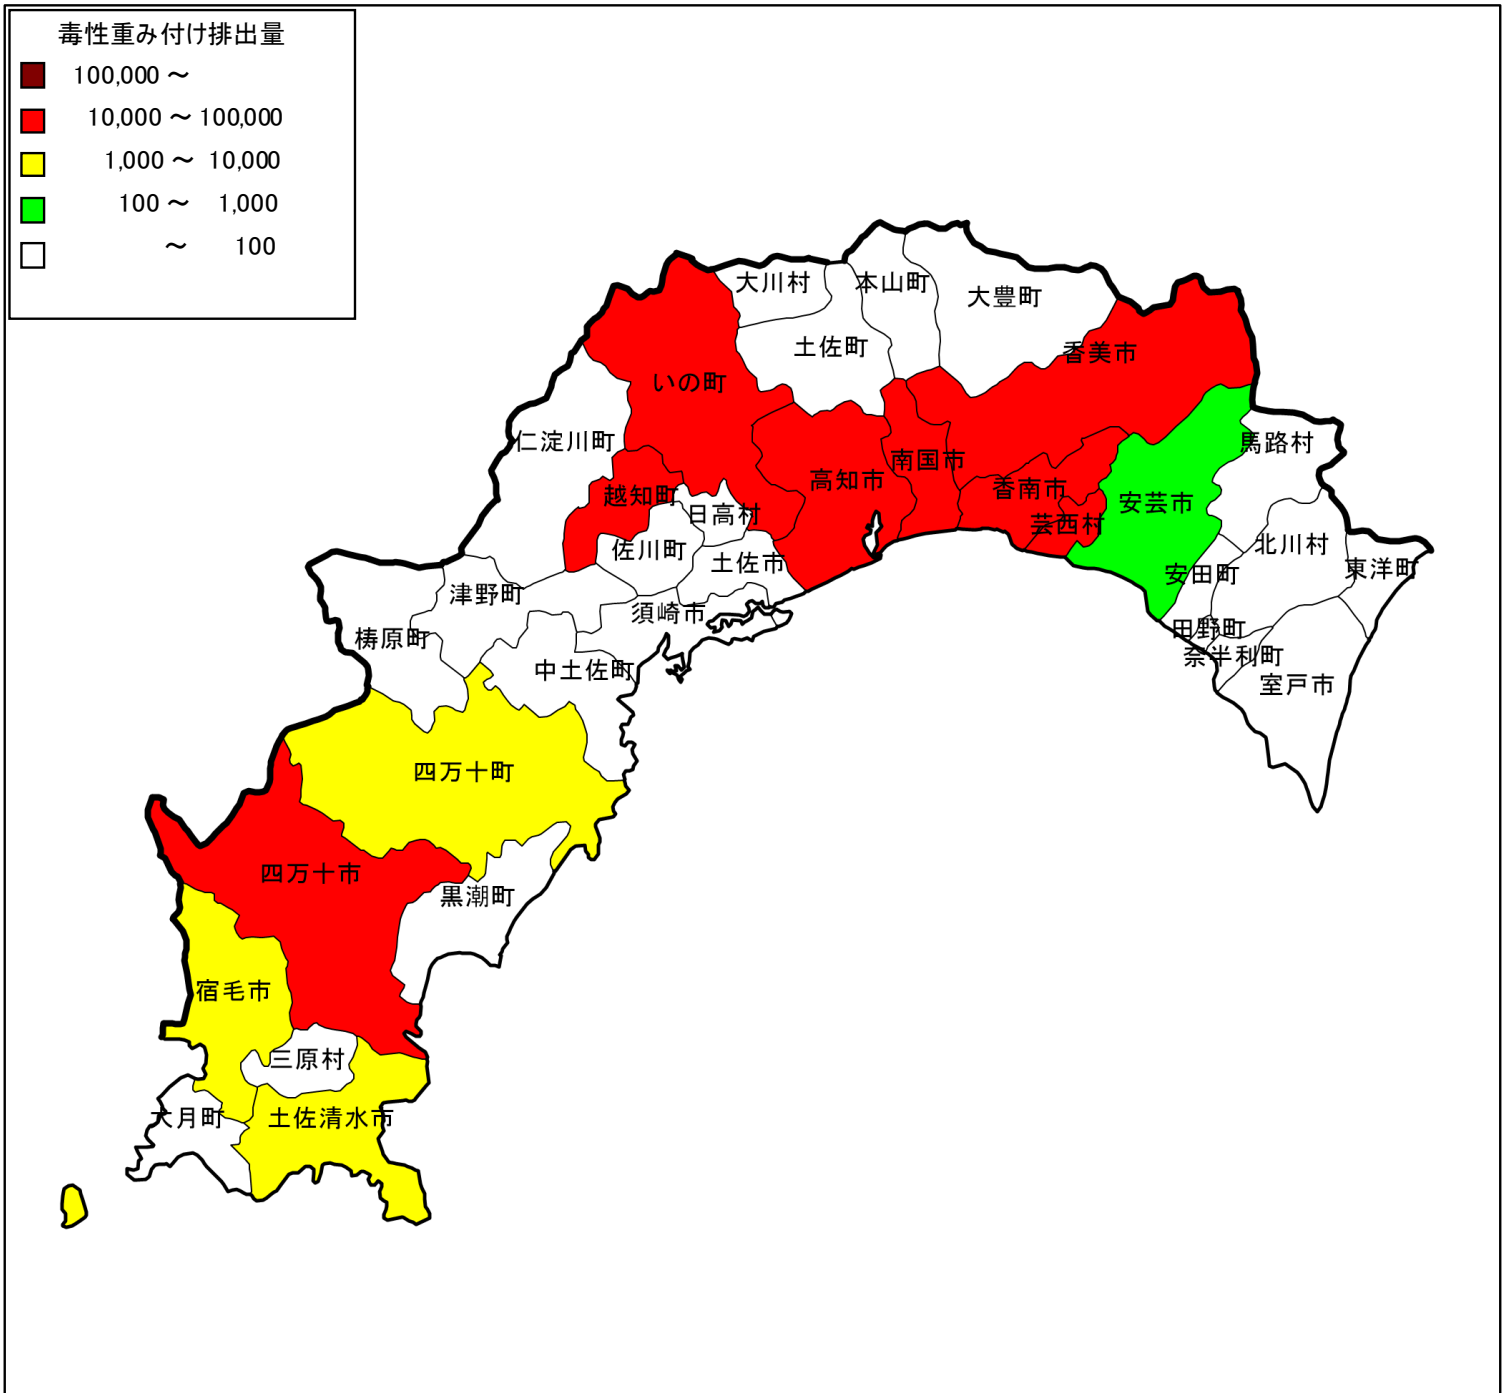 毒性重み付け排出量
100,000 ～
10,000 ～ 100,000
1,000 ～ 10,000
100 ～ 1,000
～ 100
大川村
本山町
大豊町
土佐町
香美市
いの町
仁淀川町
馬路村
南国市
高知市
香南市
越知町
安芸市
日高村
芸西村
佐川町
土佐市
北川村
安田町
東洋町
津野町
須崎市
田野町
梼原町
中土佐町
奈半利町
室戸市
四万十町
四万十市
黒潮町
宿毛市
三原村
大月町
土佐清水市